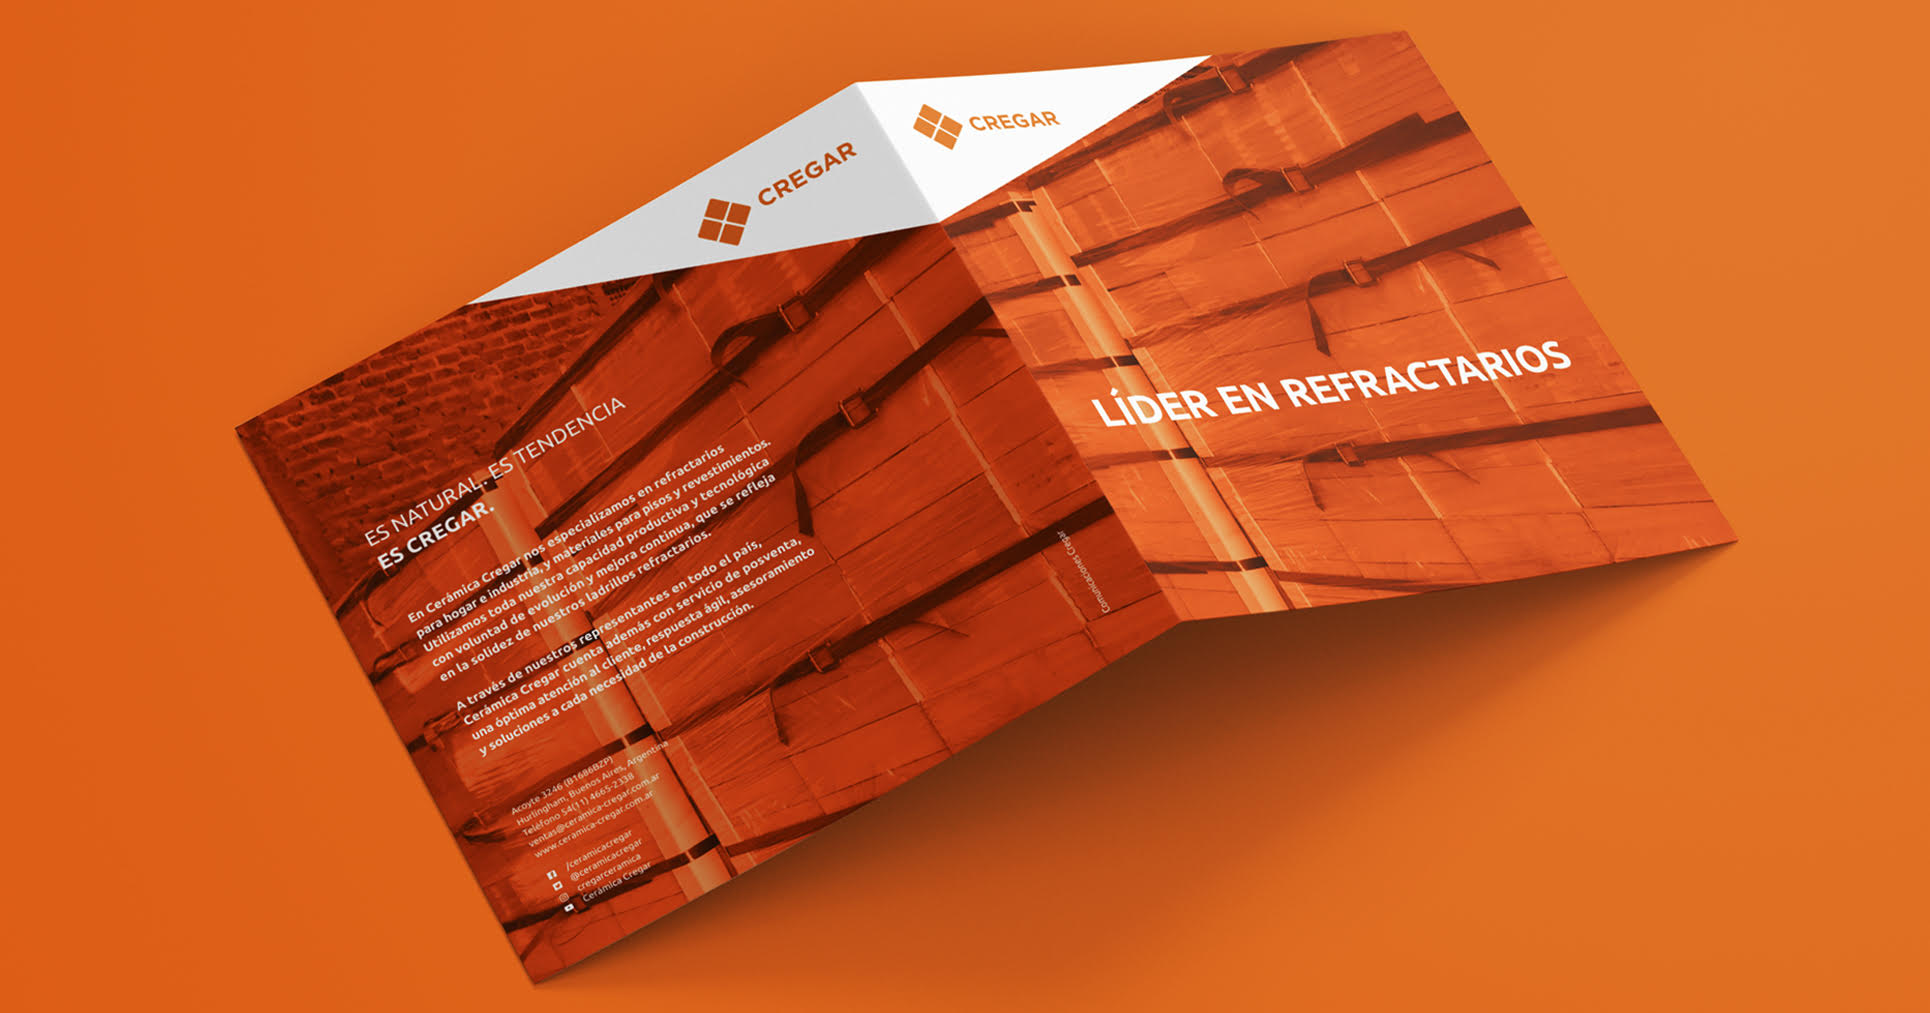 CREGAR
ES NATURAL. ES TENDENCIA
ES CREGAR.
En Cerámica Cregar nos especializamos en refractarios
para hogar e industria, y materiales para pisos y revestimientos.
Utilizamos toda nuestra capacidad productiva y tecnológica
con voluntad de evolución y mejora continua, que se refleja
en la solidez de nuestros ladrillos refractarios.
A través de nuestros representantes en todo el país,
Cerámica Cregar cuenta además con servicio de posventa,
una óptima atención al cliente, respuesta ágil, asesoramiento
y soluciones a cada necesidad de la construcción.
Acoyte 3246 (B1686BZP)
Hurlingham, Buenos Aires, Argentina
Teléfono 54(11) 4665-2338
ventas@ceramica-cregar.com.ar
www.ceramica-cregar.com.ar
/ceramicacregar
@ceramicacregar
cregarceramica
Cerámica Cregar
Comunicaciones Cregar
CREGAR
LÍDER EN REFRACTARIOS